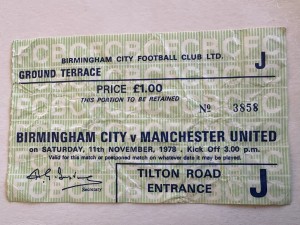 BIRMINGHAM CITY FOOTBALL CLUB LTD.
GROUND TERRACE
J
PRICE £1.00
THIS PORTION TO BE RETAINED
No 3858
BIRMINGHAM CITY v MANCHESTER UNITED
on SATURDAY, 11th NOVEMBER, 1978 . Kick Off 3.00 p.m.
Valid for this match or postponed match on whatever date it may be played.
Secretary
TILTON ROAD
ENTRANCE
J